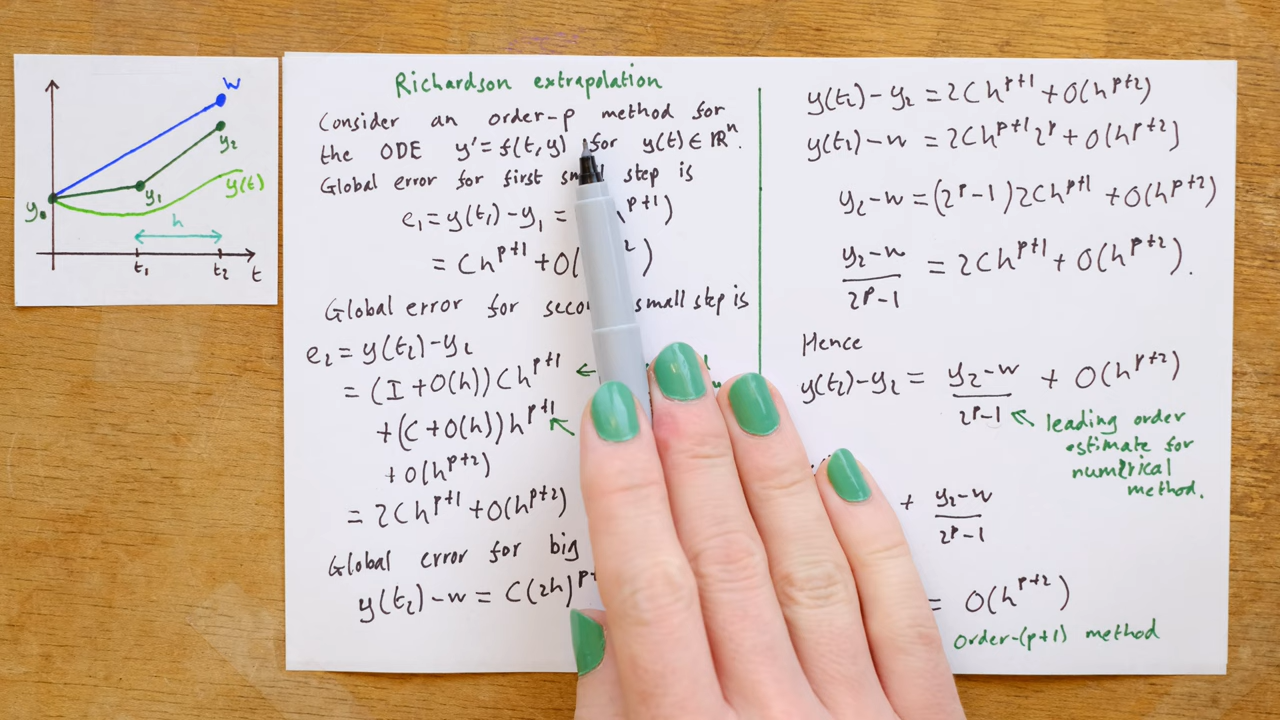 w
y₂
y₁
y(t)
y₀
h
t₁
t₂
t
Richardson extrapolation
Consider an order-p method for
the ODE y' = f(t, y) for y(t) ∈ ℝⁿ.
Global error for first small step is
e₁ = y(t₁) - y₁ =
= Ch^{p+1} + O(
Global error for second small step is
e₂ = y(t₂) - y₂
= (I + O(h)) Ch^{p+1} ←
+ (C + O(h)) h^{p+1}
+ O(h^{p+2})
= 2Ch^{p+1} + O(h^{p+2})
Global error for big
y(t₂) - w = C(2h)
y(t₂) - y₂ = 2Ch^{p+1} + O(h^{p+2})
y(t₂) - w = 2Ch^{p+1} 2^p + O(h^{p+2})
y₂ - w = (2^p - 1) 2Ch^{p+1} + O(h^{p+2})
(y₂ - w)/(2^p - 1) = 2Ch^{p+1} + O(h^{p+2}).
Hence
y(t₂) - y₂ = (y₂ - w)/(2^p - 1) + O(h^{p+2})
leading order
estimate for
numerical
method.
+ (y₂ - w)/(2^p - 1)
= O(h^{p+2})
order-(p+1) method